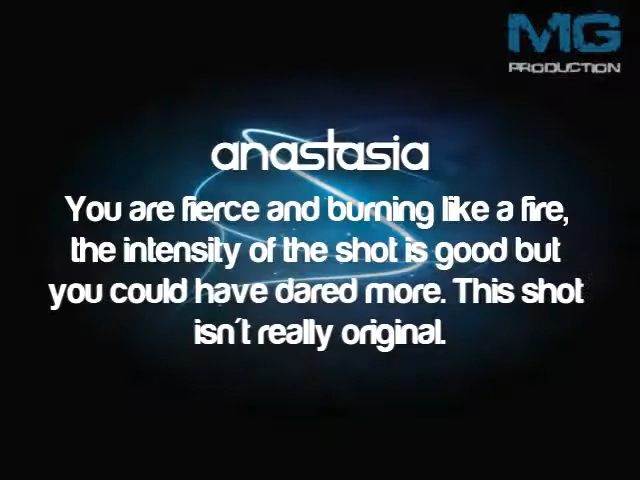 MG
PRODUCTION
anastasia
You are fierce and burning like a fire,
the intensity of the shot is good but
you could have dared more. This shot
isn´t really original.